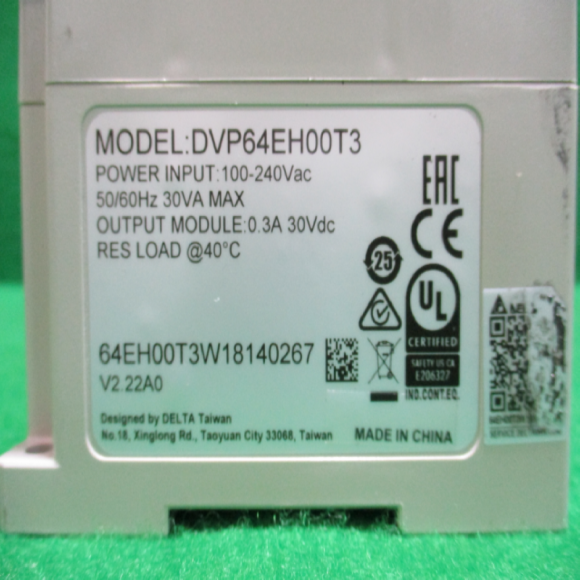 MODEL:DVP64EH00T3
POWER INPUT:100-240Vac
50/60Hz 30VA MAX
OUTPUT MODULE:0.3A 30Vdc
RES LOAD @40°C
EAC
CE
25
UL
CERTIFIED
SAFETY US CA
E206327
IND.CONT.EQ.
64EH00T3W18140267
V2.22A0
Designed by DELTA Taiwan
No.18, Xinglong Rd., Taoyuan City 33068, Taiwan
MADE IN CHINA